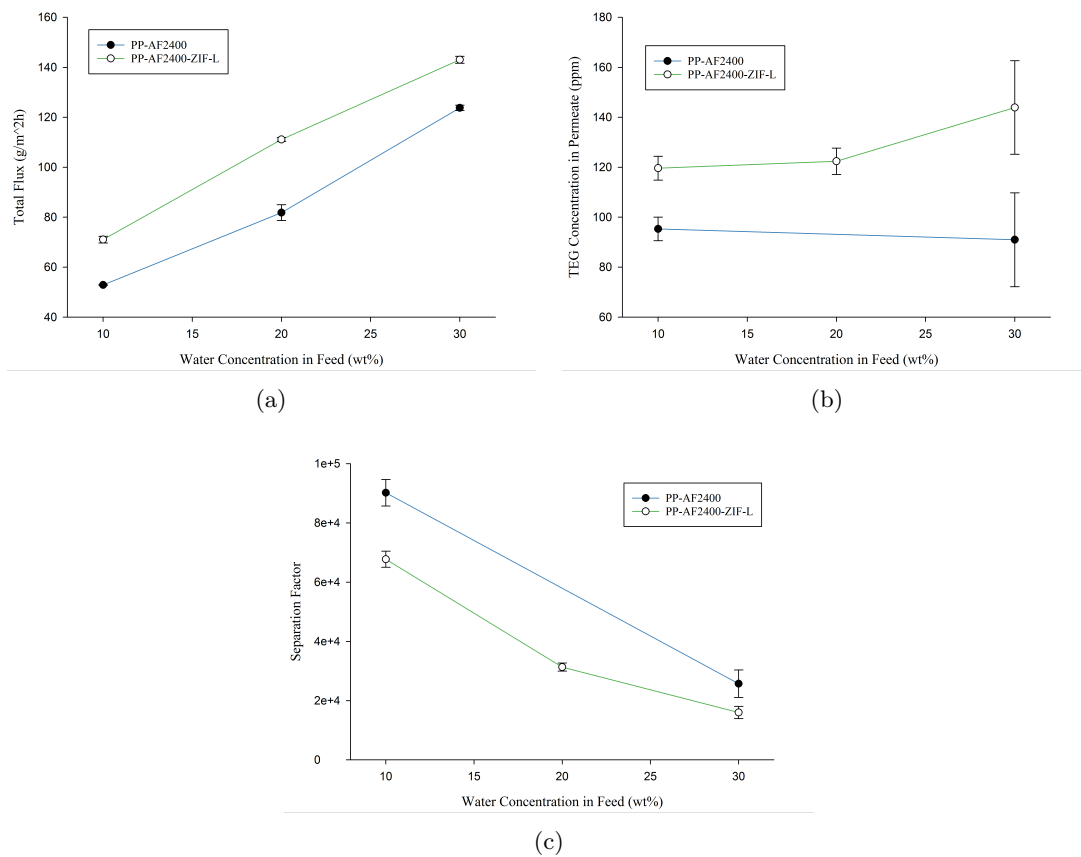 160
140
120
100
80
60
40
10
15
20
25
30
Total Flux (g/m^2h)
Water Concentration in Feed (wt%)
PP-AF2400
PP-AF2400-ZIF-L
(a)
180
160
140
120
100
80
60
10
15
20
25
30
TEG Concentration in Permeate (ppm)
Water Concentration in Feed (wt%)
PP-AF2400
PP-AF2400-ZIF-L
(b)
1e+5
8e+4
6e+4
4e+4
2e+4
0
10
15
20
25
30
Separation Factor
Water Concentration in Feed (wt%)
PP-AF2400
PP-AF2400-ZIF-L
(c)